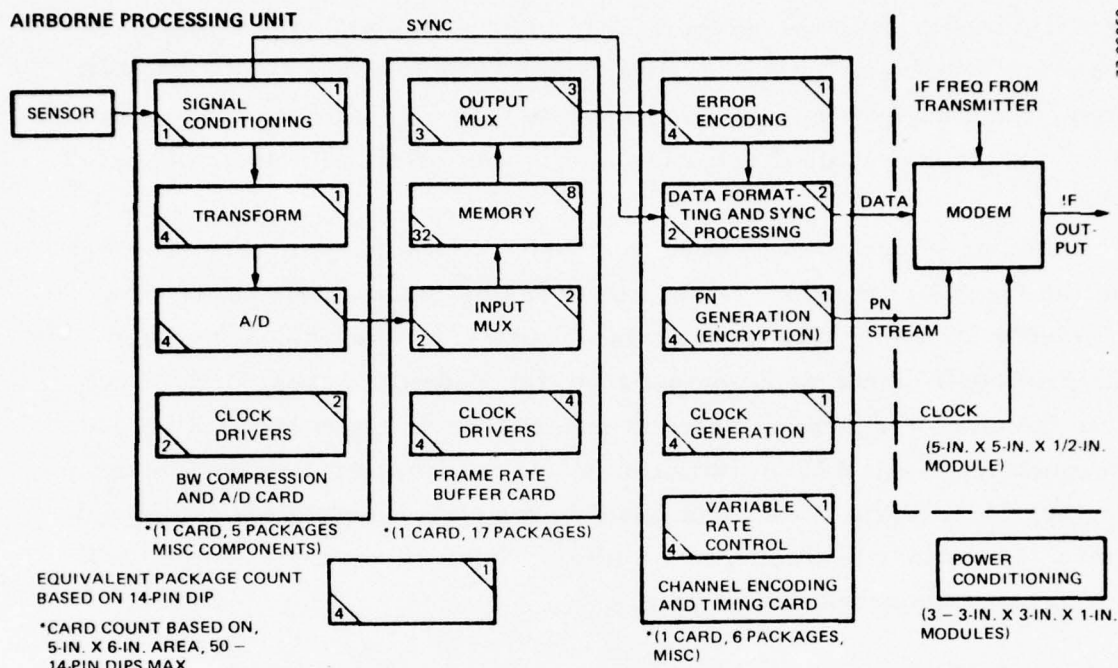 AIRBORNE PROCESSING UNIT
SYNC
SENSOR
1
SIGNAL
CONDITIONING
1
1
TRANSFORM
4
1
A/D
4
2
CLOCK
DRIVERS
2
BW COMPRESSION
AND A/D CARD
*(1 CARD, 5 PACKAGES
MISC COMPONENTS)
3
OUTPUT
MUX
3
8
MEMORY
32
2
INPUT
MUX
2
4
CLOCK
DRIVERS
4
FRAME RATE
BUFFER CARD
*(1 CARD, 17 PACKAGES)
1
ERROR
ENCODING
4
2
DATA FORMAT-
TING AND SYNC
PROCESSING
2
1
PN
GENERATION
(ENCRYPTION)
4
1
CLOCK
GENERATION
4
1
VARIABLE
RATE
CONTROL
4
CHANNEL ENCODING
AND TIMING CARD
*(1 CARD, 6 PACKAGES,
MISC)
IF FREQ FROM
TRANSMITTER
DATA
MODEM
IF
OUT-
PUT
PN
STREAM
CLOCK
(5-IN. X 5-IN. X 1/2-IN.
MODULE)
POWER
CONDITIONING
(3 – 3-IN. X 3-IN. X 1-IN.
MODULES)
EQUIVALENT PACKAGE COUNT
BASED ON 14-PIN DIP
1
4
*CARD COUNT BASED ON,
5-IN. X 6-IN. AREA, 50 –
14-PIN DIPS MAX